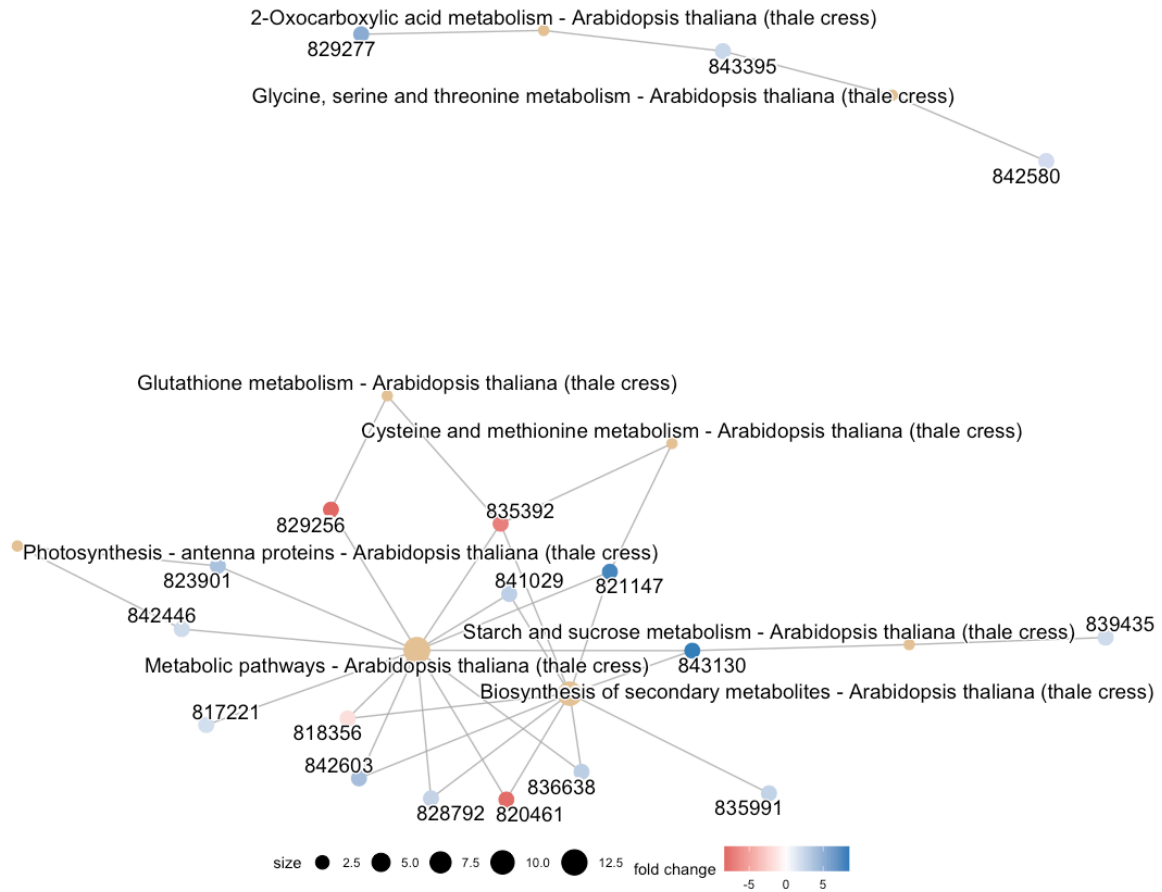 2-Oxocarboxylic acid metabolism - Arabidopsis thaliana (thale cress)
829277
843395
Glycine, serine and threonine metabolism - Arabidopsis thaliana (thale cress)
842580
Glutathione metabolism - Arabidopsis thaliana (thale cress)
Cysteine and methionine metabolism - Arabidopsis thaliana (thale cress)
829256
835392
Photosynthesis - antenna proteins - Arabidopsis thaliana (thale cress)
823901
841029
821147
842446
Starch and sucrose metabolism - Arabidopsis thaliana (thale cress)
839435
Metabolic pathways - Arabidopsis thaliana (thale cress)
843130
Biosynthesis of secondary metabolites - Arabidopsis thaliana (thale cress)
817221
818356
842603
836638
828792
820461
835991
size 2.5 5.0 7.5 10.0 12.5 fold change
-5 0 5